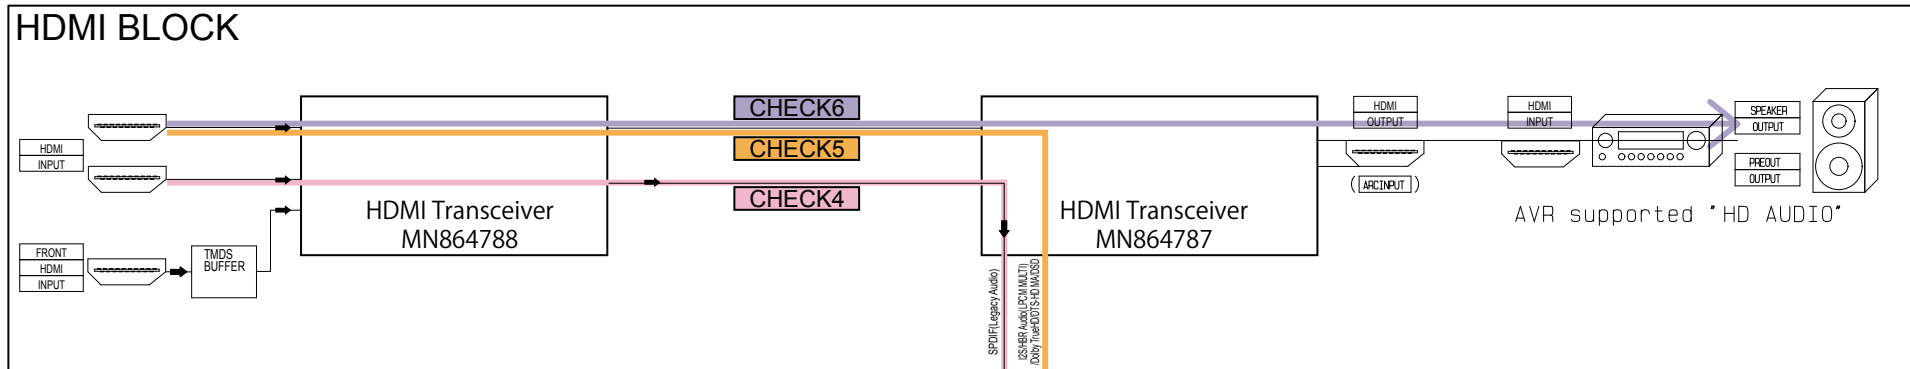 HDMI BLOCK
CHECK6
CHECK5
CHECK4
HDMI
INPUT
HDMI Transceiver
MN864788
HDMI Transceiver
MN864787
HDMI
OUTPUT
(ARCINPUT)
HDMI
INPUT
SPEAKER
OUTPUT
PREOUT
OUTPUT
AVR supported "HD AUDIO"
FRONT
HDMI
INPUT
TMDS
BUFFER
SPDIF(Legacy Audio)
I2S/HBR Audio(LPCM MULTI)
/Dolby TrueHD/DTS-HD MA/DSD